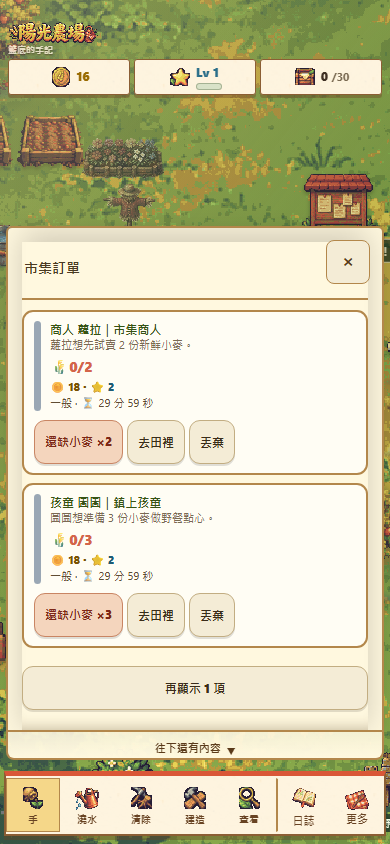 陽光農場
籃底的手記
16
Lv 1
0 /30
市集訂單
×
商人 蘿拉 | 市集商人
蘿拉想先試賣 2 份新鮮小麥。
0/2
18 · 2
一般 · 29 分 59 秒
還缺小麥 ×2
去田裡
丟棄
孩童 圓圓 | 鎮上孩童
圓圓想準備 3 份小麥做野餐點心。
0/3
18 · 2
一般 · 29 分 59 秒
還缺小麥 ×3
去田裡
丟棄
再顯示 1 項
往下還有內容 ▼
手
澆水
清除
建造
查看
日誌
更多